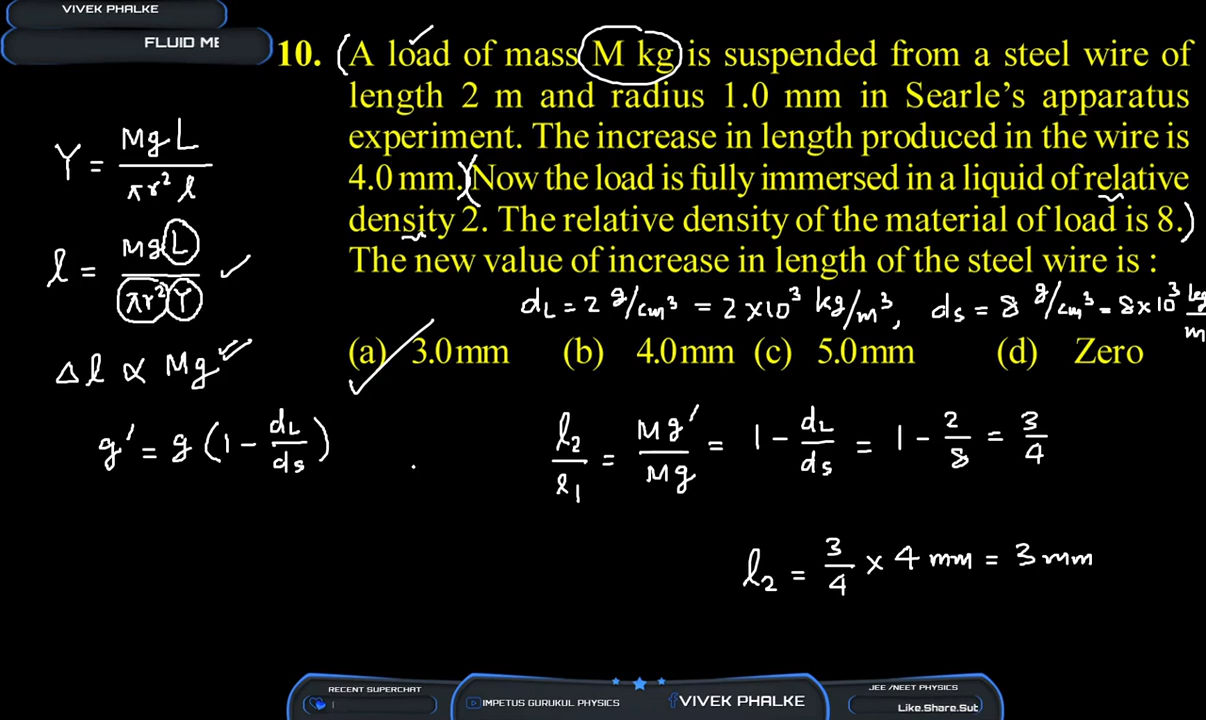 VIVEK PHALKE
FLUID ME
10. A load of mass M kg is suspended from a steel wire of
length 2 m and radius 1.0 mm in Searle's apparatus
experiment. The increase in length produced in the wire is
4.0 mm. Now the load is fully immersed in a liquid of relative
density 2. The relative density of the material of load is 8.
The new value of increase in length of the steel wire is :
dL = 2 g/cm³ = 2 × 10³ kg/m³, ds = 8 g/cm³ = 8 × 10³ kg/m
(a) 3.0 mm (b) 4.0 mm (c) 5.0 mm (d) Zero
Y = MgL / πr² l
l = MgL / πr² Y
Δl ∝ Mg
g' = g (1 - dL/ds)
l₂/l₁ = Mg'/Mg = 1 - dL/ds = 1 - 2/8 = 3/4
l₂ = 3/4 × 4 mm = 3 mm
RECENT SUPERCHAT
IMPETUS GURUKUL PHYSICS
VIVEK PHALKE
JEE /NEET PHYSICS
Like.Share.Sub